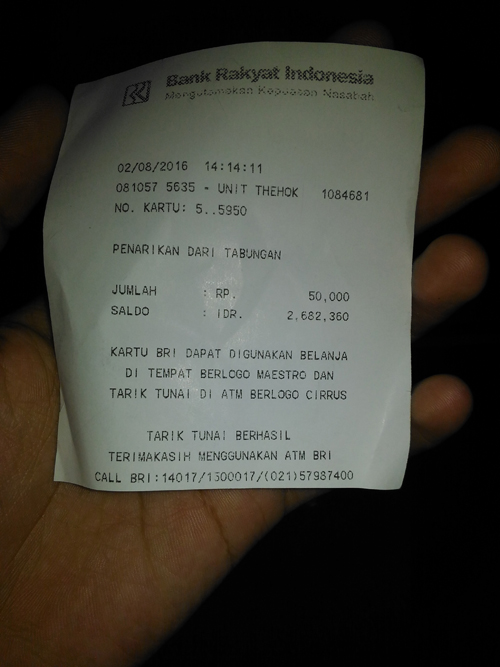 Bank Rakyat Indonesia
Mengutamakan Kepuasan Nasabah
02/08/2016 14:14:11
081057 5635 - UNIT THEHOK 1084681
NO. KARTU: 5..5950
PENARIKAN DARI TABUNGAN
JUMLAH : RP. 50,000
SALDO : IDR. 2,682,360
KARTU BRI DAPAT DIGUNAKAN BELANJA
DI TEMPAT BERLOGO MAESTRO DAN
TARIK TUNAI DI ATM BERLOGO CIRRUS
TARIK TUNAI BERHASIL
TERIMAKASIH MENGGUNAKAN ATM BRI
CALL BRI:14017/1500017/(021)57987400